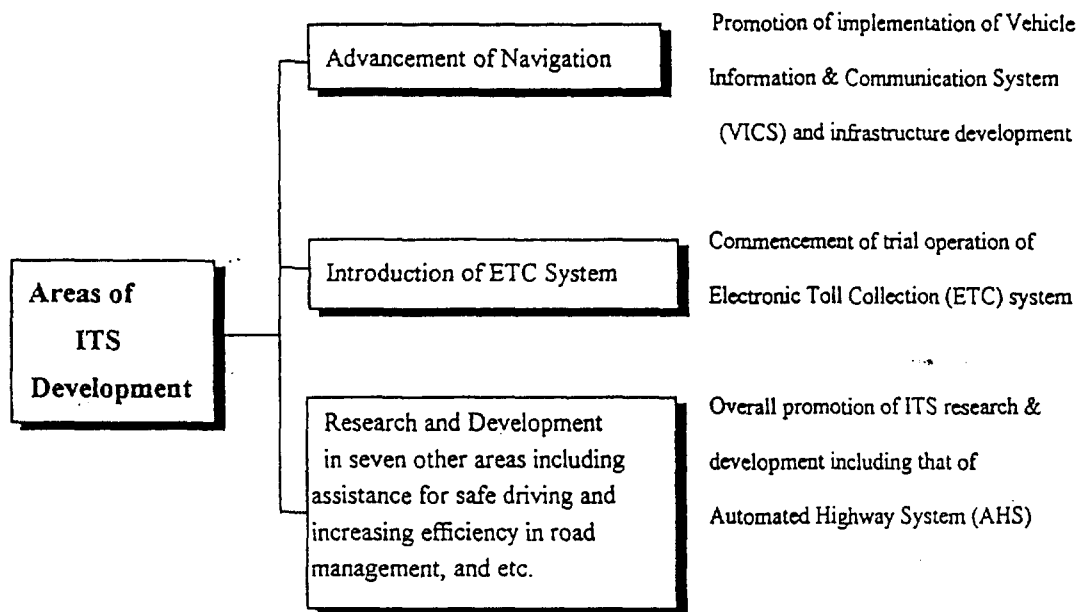 Advancement of Navigation
Promotion of implementation of Vehicle
Information & Communication System
(VICS) and infrastructure development
Areas of
ITS
Development
Introduction of ETC System
Commencement of trial operation of
Electronic Toll Collection (ETC) system
Research and Development
in seven other areas including
assistance for safe driving and
increasing efficiency in road
management, and etc.
Overall promotion of ITS research &
development including that of
Automated Highway System (AHS)